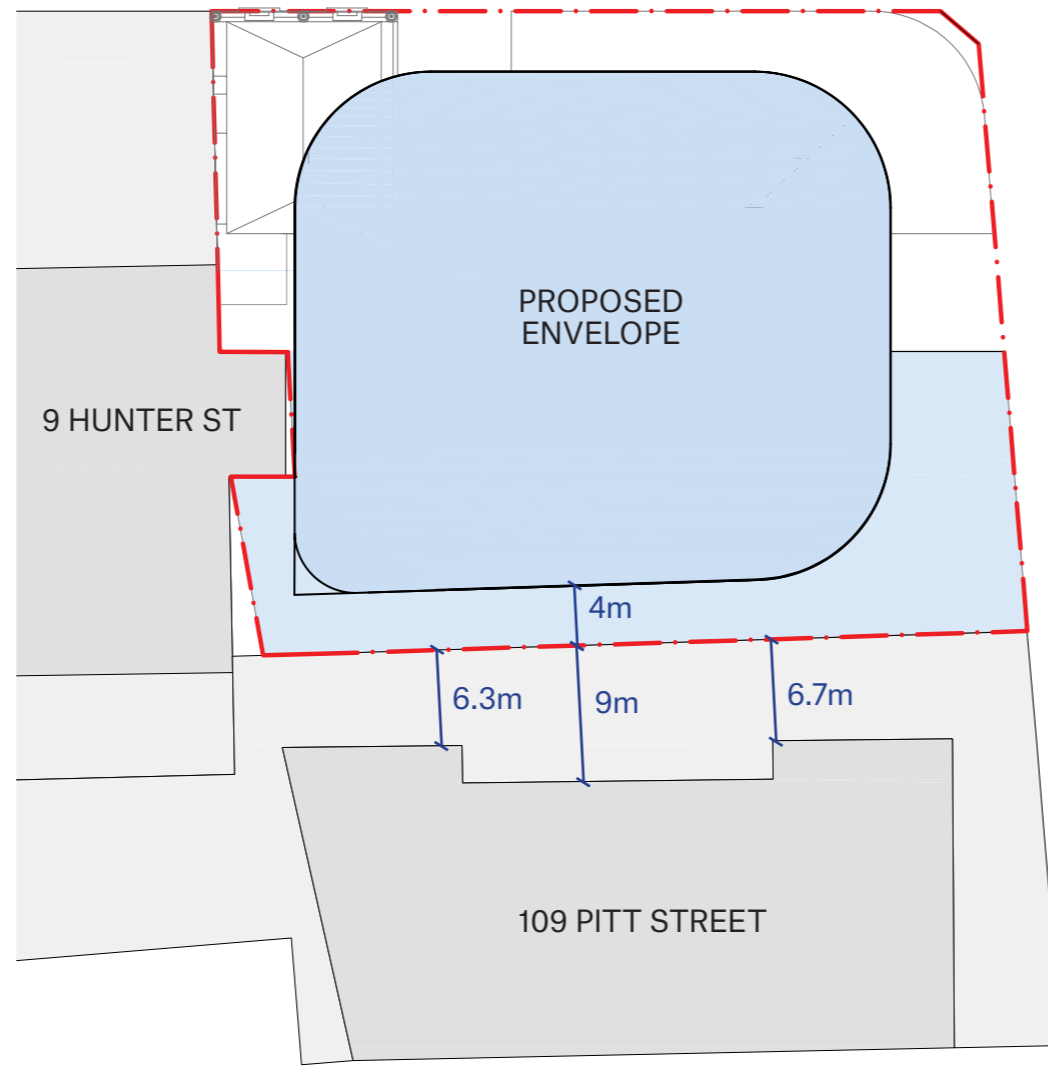 PROPOSED
ENVELOPE
9 HUNTER ST
4m
6.3m
9m
6.7m
109 PITT STREET